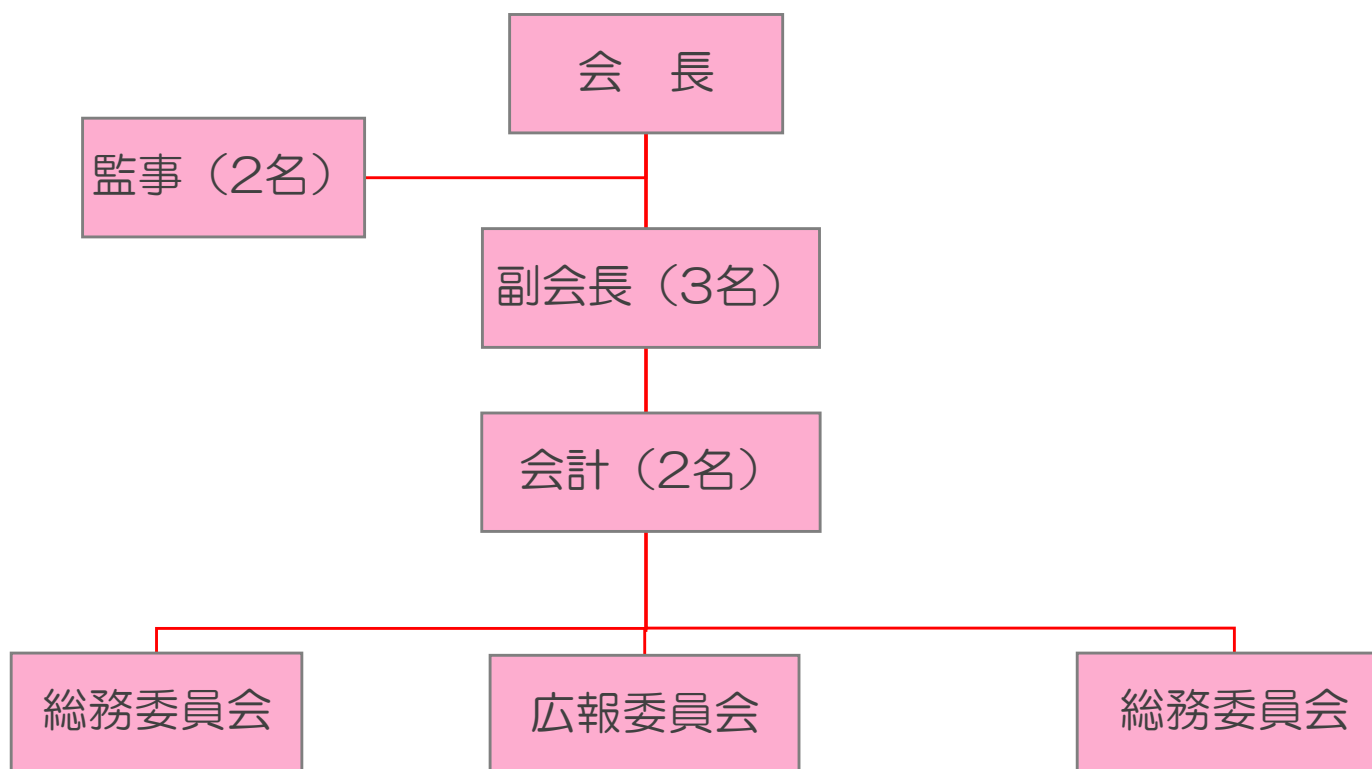 会　長
監事（2名）
副会長（3名）
会計（2名）
総務委員会
広報委員会
総務委員会